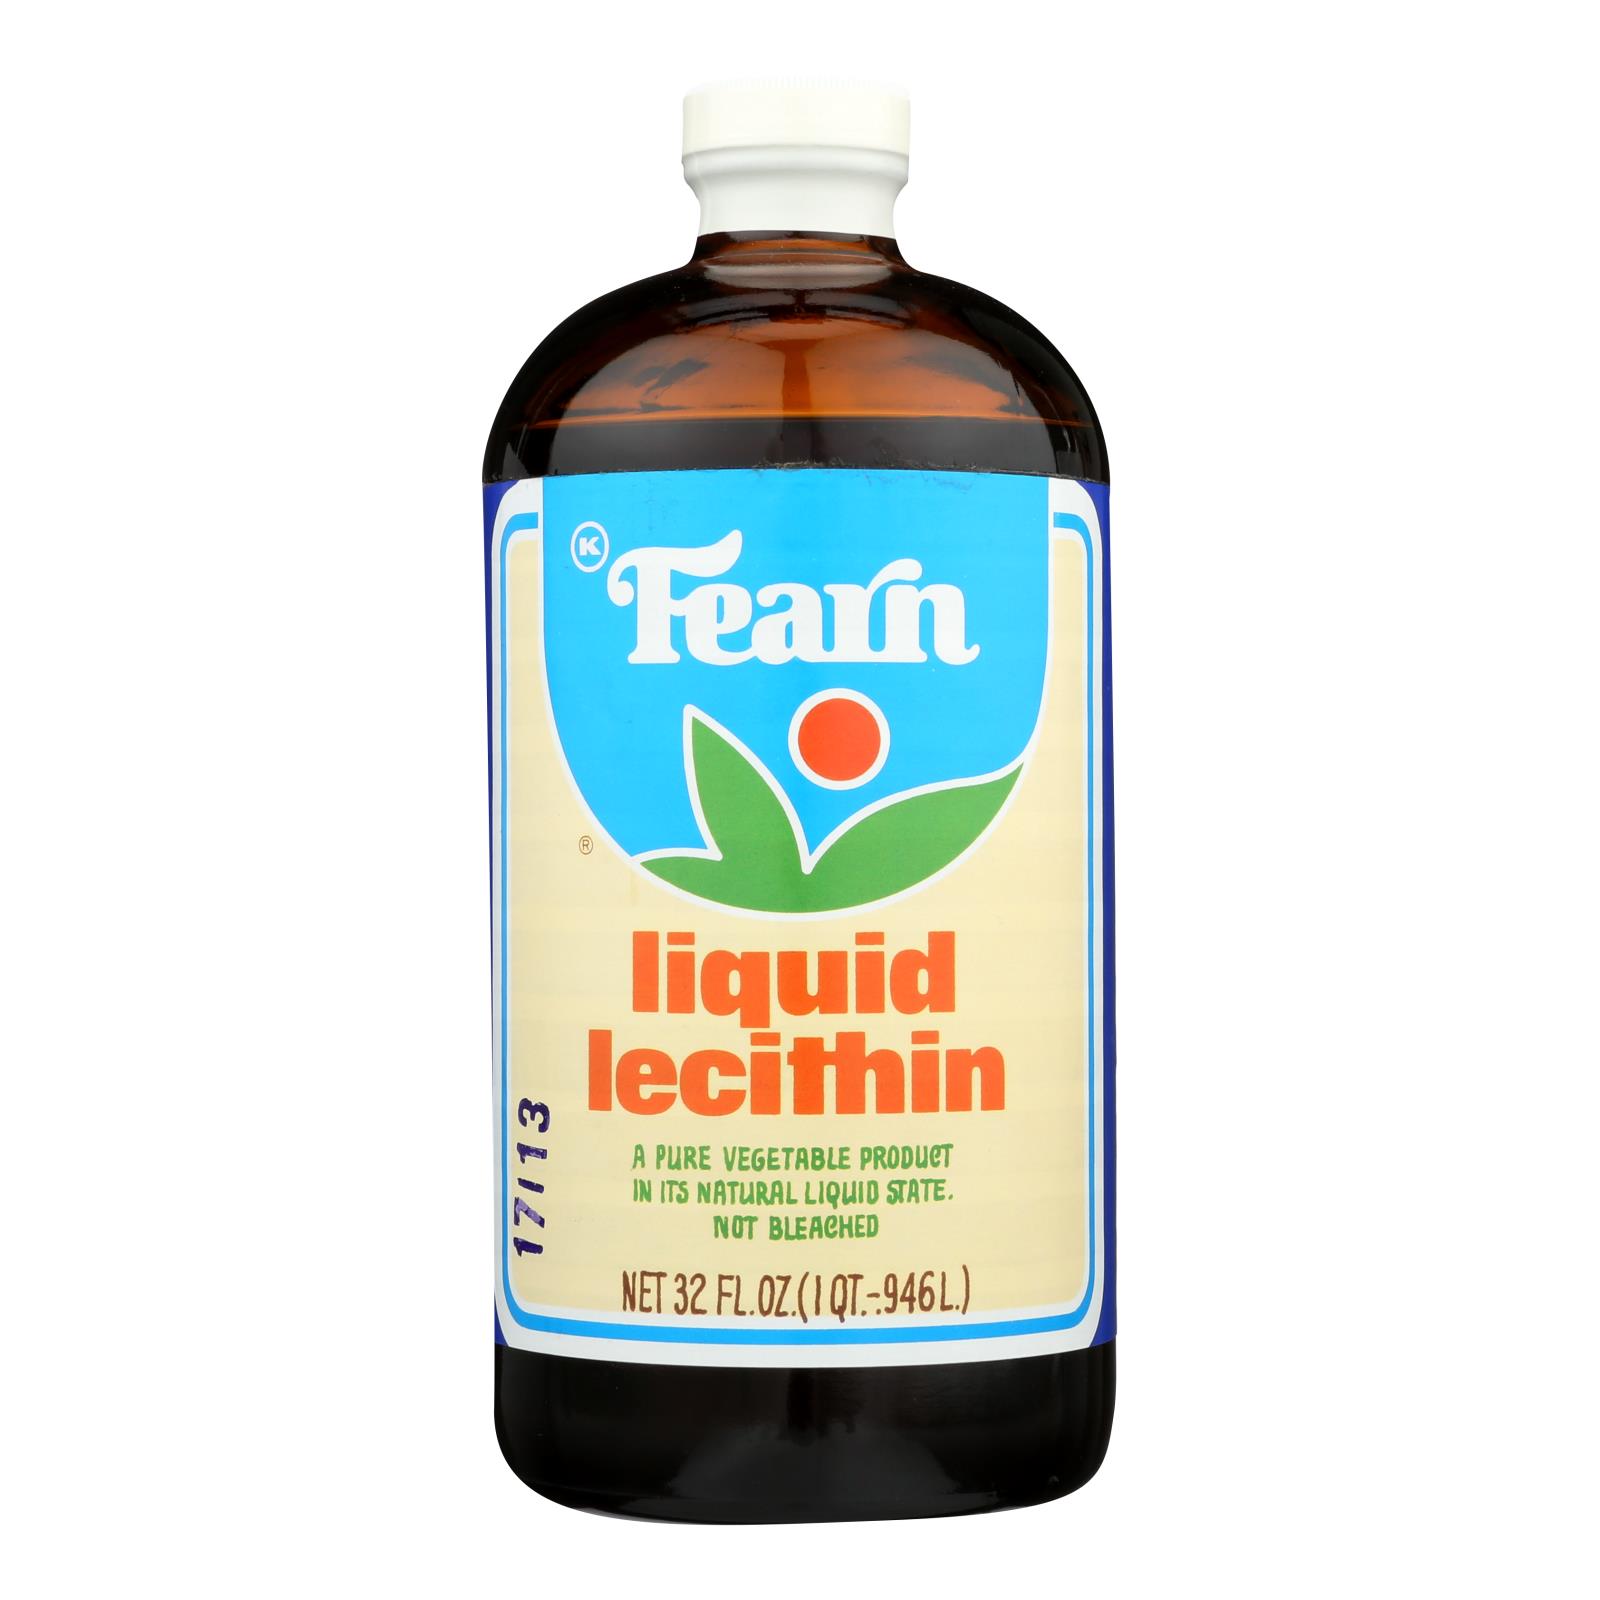 K
Fearn
®
liquid
lecithin
A PURE VEGETABLE PRODUCT
IN ITS NATURAL LIQUID STATE.
NOT BLEACHED
NET 32 FL. OZ. (1 QT.-.946L.)
17113